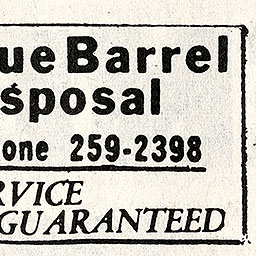 ue Barrel
sposal
one 259-2398
RVICE
GUARANTEED